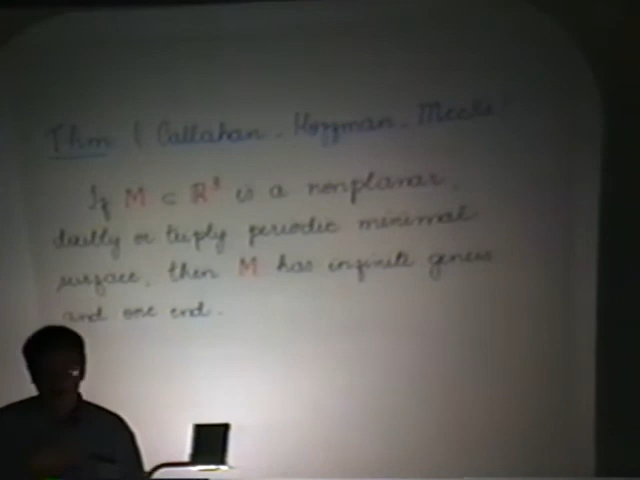 Thm ( Callahan - Hoffman - Meeks )
If M ⊂ R³ is a nonplanar,
doubly or triply periodic minimal
surface, then M has infinite genus
and one end.